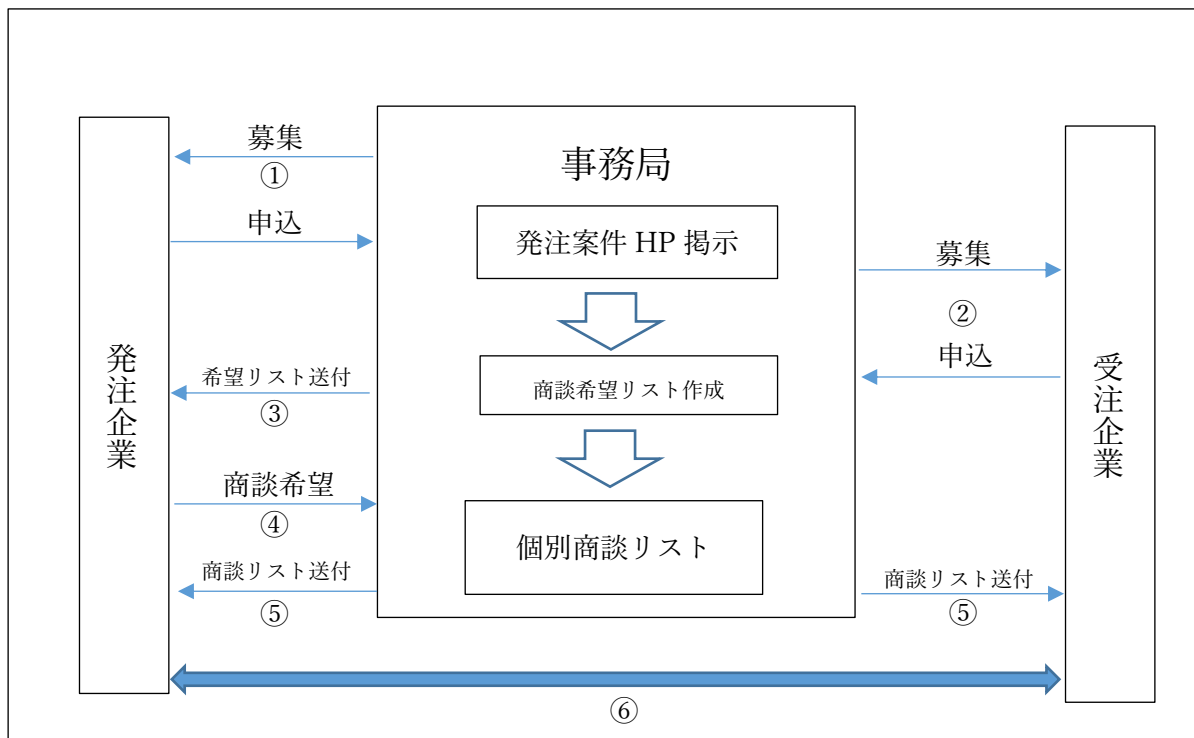 募集
①
申込
希望リスト送付
③
商談希望
④
商談リスト送付
⑤
発注企業
事務局
発注案件 HP 掲示
商談希望リスト作成
個別商談リスト
募集
②
申込
商談リスト送付
⑤
受注企業
⑥